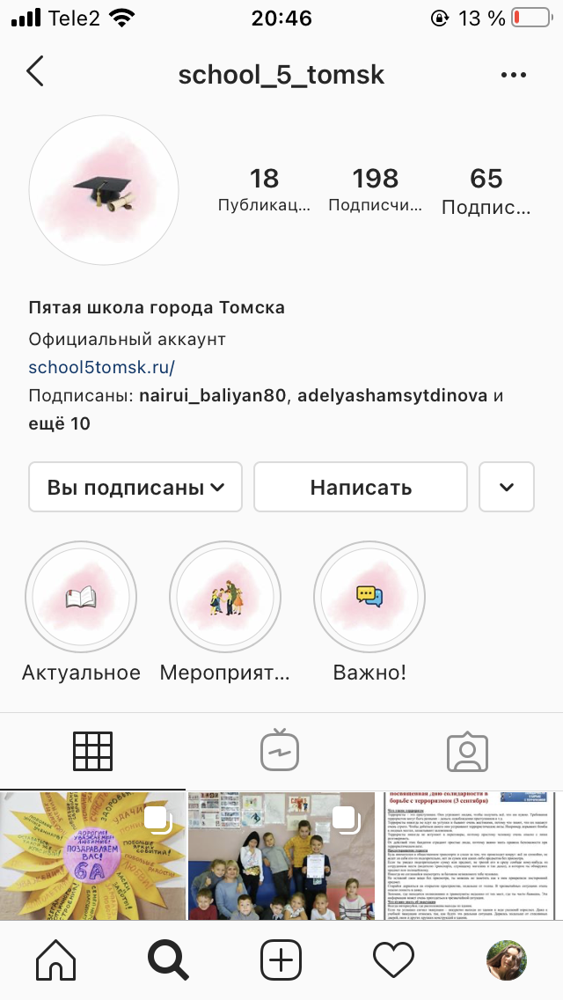 Tele2 20:46 13 %
school_5_tomsk
18 198 65
Публикац... Подписчи... Подпис...
Пятая школа города Томска
Официальный аккаунт
school5tomsk.ru/
Подписаны: nairui_baliyan80, adelyashamsytdinova и
ещё 10
Вы подписаны Написать
Актуальное Мероприят... Важно!
ДОРОГИЕ!
УВАЖАЕМЫЕ!
ЛЮБИМЫЕ!
ПОЗДРАВЛЯЕМ
ВАС!
6А
посвященная Дню солидарности в
борьбе с терроризмом (3 сентября)